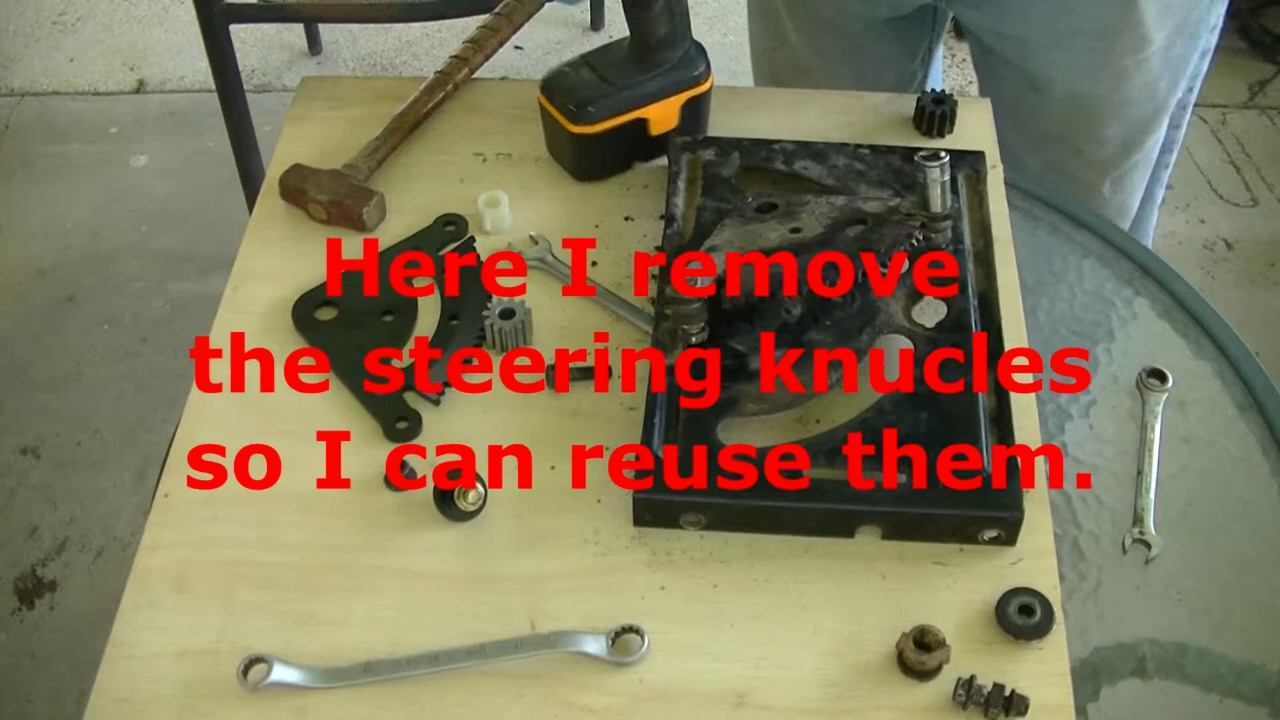 Here I remove
the steering knucles
so I can reuse them.